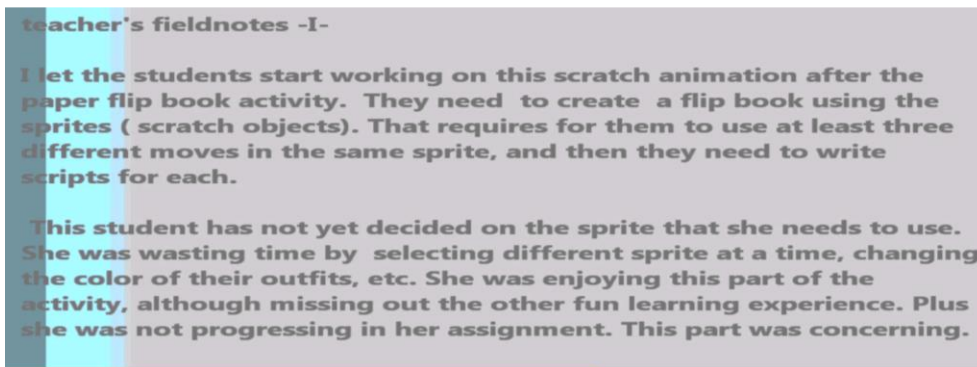 teacher's fieldnotes -I-
I let the students start working on this scratch animation after the
paper flip book activity. They need to create a flip book using the
sprites ( scratch objects). That requires for them to use at least three
different moves in the same sprite, and then they need to write
scripts for each.
This student has not yet decided on the sprite that she needs to use.
She was wasting time by selecting different sprite at a time, changing
the color of their outfits, etc. She was enjoying this part of the
activity, although missing out the other fun learning experience. Plus
she was not progressing in her assignment. This part was concerning.